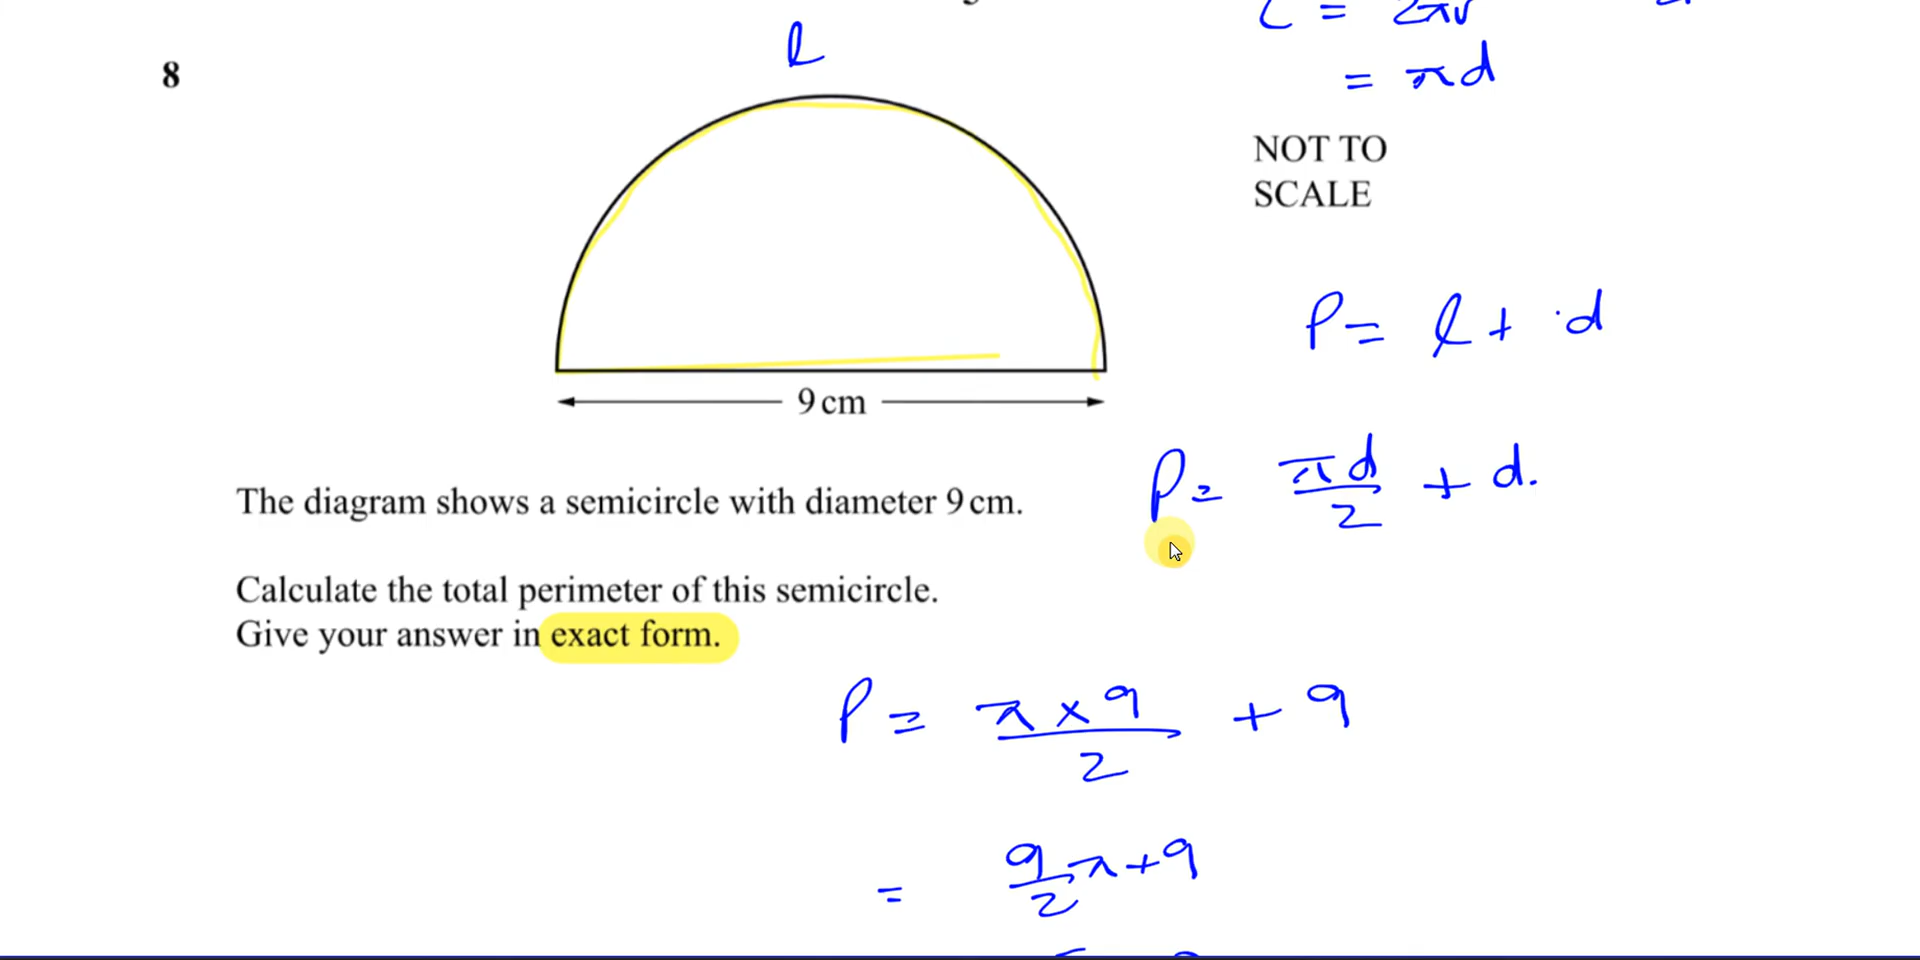 C = 2πr
l
8
= πd
NOT TO
SCALE
P = l + d
9 cm
P = πd/2 + d.
The diagram shows a semicircle with diameter 9 cm.
Calculate the total perimeter of this semicircle.
Give your answer in exact form.
P = π × 9/2 + 9
= 9/2 π + 9